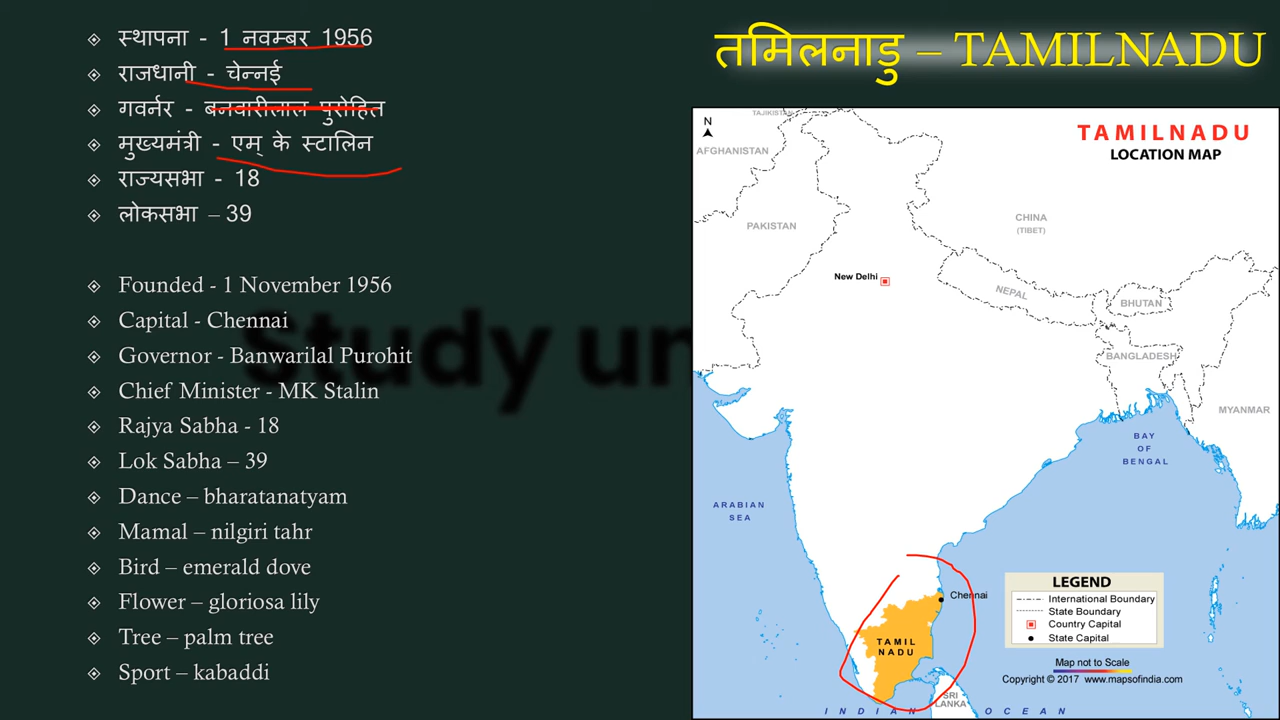 तमिलनाडु – TAMILNADU
स्थापना - 1 नवम्बर 1956
राजधानी - चेन्नई
गवर्नर - बनवारीलाल पुरोहित
मुख्यमंत्री - एम् के स्टालिन
राज्यसभा - 18
लोकसभा – 39
Founded - 1 November 1956
Capital - Chennai
Governor - Banwarilal Purohit
Chief Minister - MK Stalin
Rajya Sabha - 18
Lok Sabha – 39
Dance – bharatanatyam
Mamal – nilgiri tahr
Bird – emerald dove
Flower – gloriosa lily
Tree – palm tree
Sport – kabaddi
Study un
N
TAMILNADU
LOCATION MAP
TAJIKISTAN
AFGHANISTAN
PAKISTAN
CHINA
(TIBET)
New Delhi
NEPAL
BHUTAN
BANGLADESH
MYANMAR
BAY
OF
BENGAL
ARABIAN
SEA
Chennai
TAMIL
NADU
SRI
LANKA
INDIAN OCEAN
LEGEND
International Boundary
State Boundary
Country Capital
State Capital
Map not to Scale
Copyright © 2017 www.mapsofindia.com